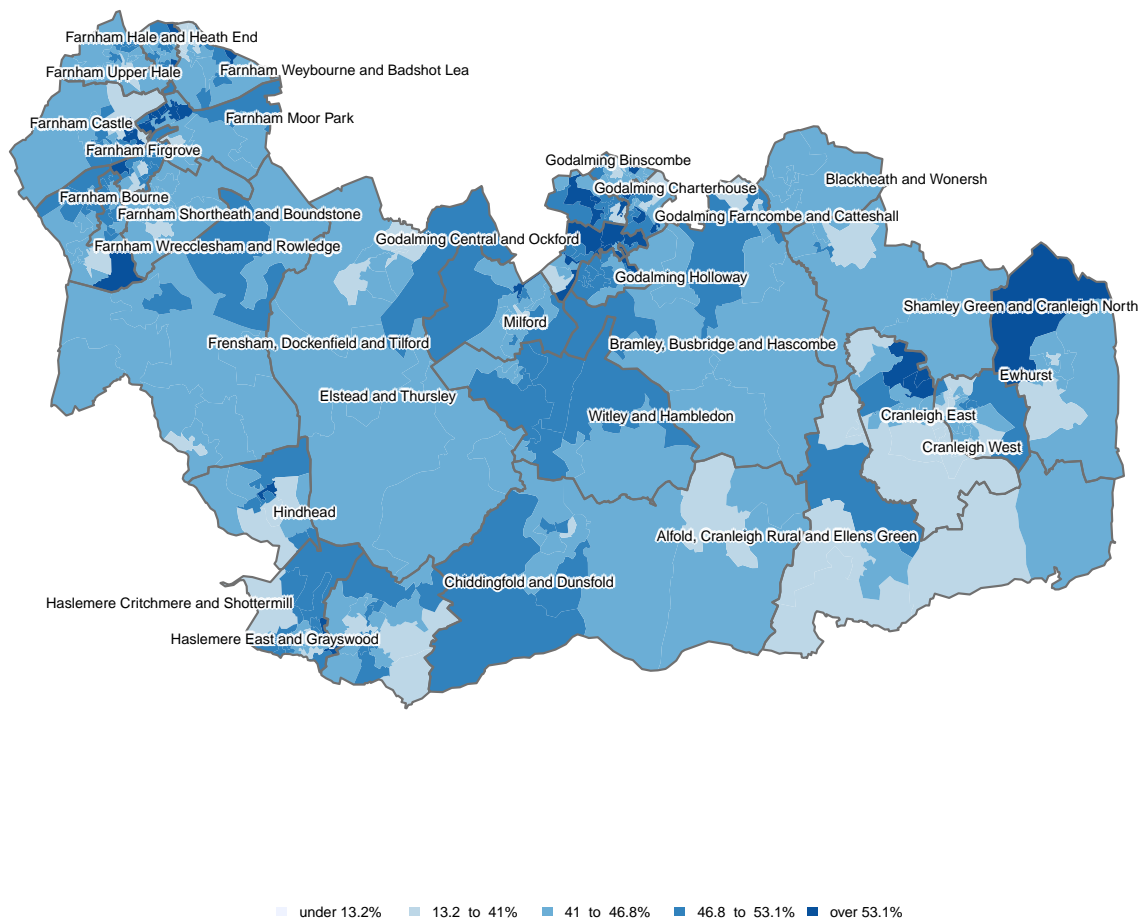 Farnham Hale and Heath End
Farnham Upper Hale
Farnham Weybourne and Badshot Lea
Farnham Castle
Farnham Moor Park
Farnham Firgrove
Godalming Binscombe
Blackheath and Wonersh
Godalming Charterhouse
Farnham Bourne
Farnham Shortheath and Boundstone
Godalming Farncombe and Catteshall
Farnham Wrecclesham and Rowledge
Godalming Central and Ockford
Godalming Holloway
Shamley Green and Cranleigh North
Milford
Frensham, Dockenfield and Tilford
Bramley, Busbridge and Hascombe
Ewhurst
Elstead and Thursley
Witley and Hambledon
Cranleigh East
Cranleigh West
Hindhead
Alfold, Cranleigh Rural and Ellens Green
Chiddingfold and Dunsfold
Haslemere Critchmere and Shottermill
Haslemere East and Grayswood
under 13.2% 13.2 to 41% 41 to 46.8% 46.8 to 53.1% over 53.1%